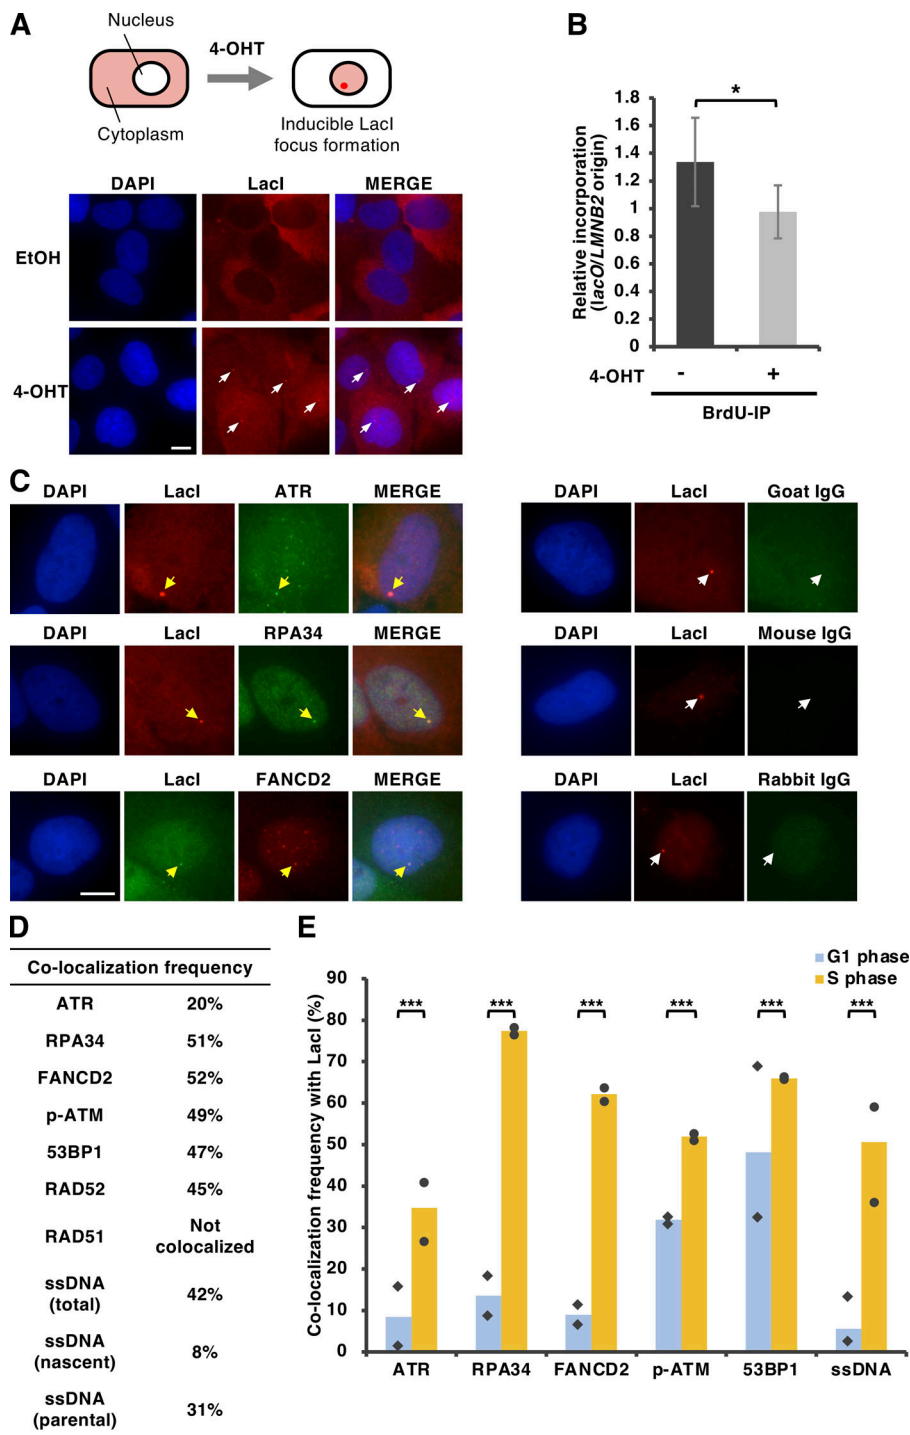 A
Nucleus
4-OHT
Cytoplasm
Inducible LacI
focus formation
DAPI LacI MERGE
EtOH
4-OHT
B
Relative incorporation
(lacO/LMNB2 origin)
1.8
1.6
1.4
1.2
1
0.8
0.6
0.4
0.2
0
*
4-OHT - +
BrdU-IP
C
DAPI LacI ATR MERGE
DAPI LacI RPA34 MERGE
DAPI LacI FANCD2 MERGE
DAPI LacI Goat IgG
DAPI LacI Mouse IgG
DAPI LacI Rabbit IgG
D
Co-localization frequency
ATR 20%
RPA34 51%
FANCD2 52%
p-ATM 49%
53BP1 47%
RAD52 45%
RAD51 Not
colocalized
ssDNA
(total) 42%
ssDNA
(nascent) 8%
ssDNA
(parental) 31%
E
G1 phase
S phase
Co-localization frequency with LacI (%)
90
80
70
60
50
40
30
20
10
0
*** *** *** *** *** ***
ATR RPA34 FANCD2 p-ATM 53BP1 ssDNA